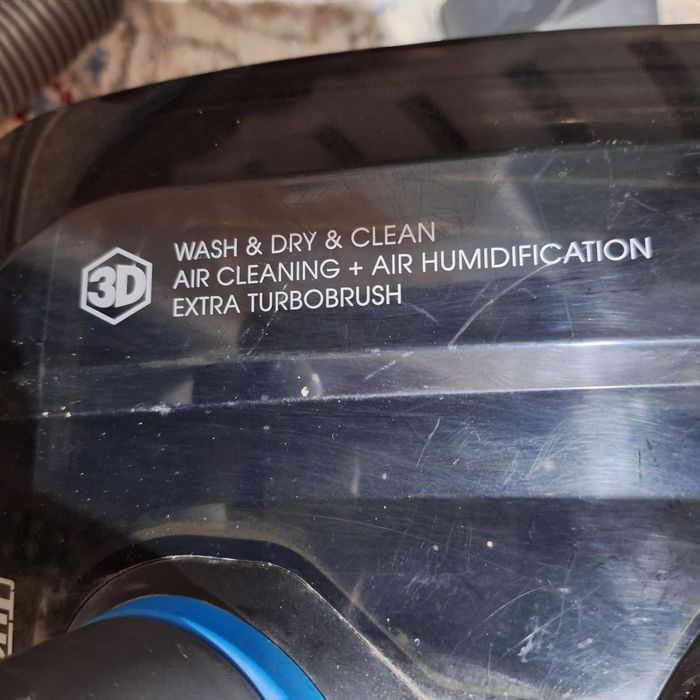 3D
WASH & DRY & CLEAN
AIR CLEANING + AIR HUMIDIFICATION
EXTRA TURBOBRUSH